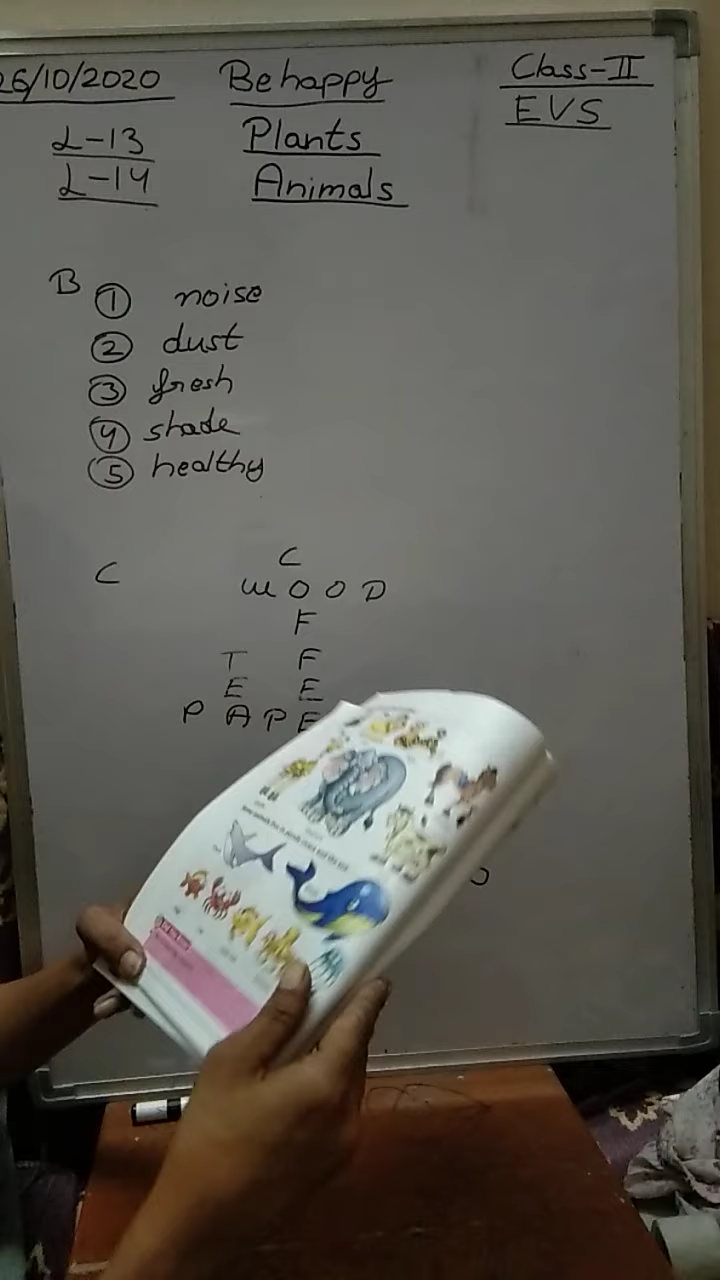 26/10/2020 Be happy Class-II
EVS
L-13 Plants
L-14 Animals
B ① noise
② dust
③ fresh
④ shade
⑤ healthy
C C
W O O D
F
T F
E E
P A P E